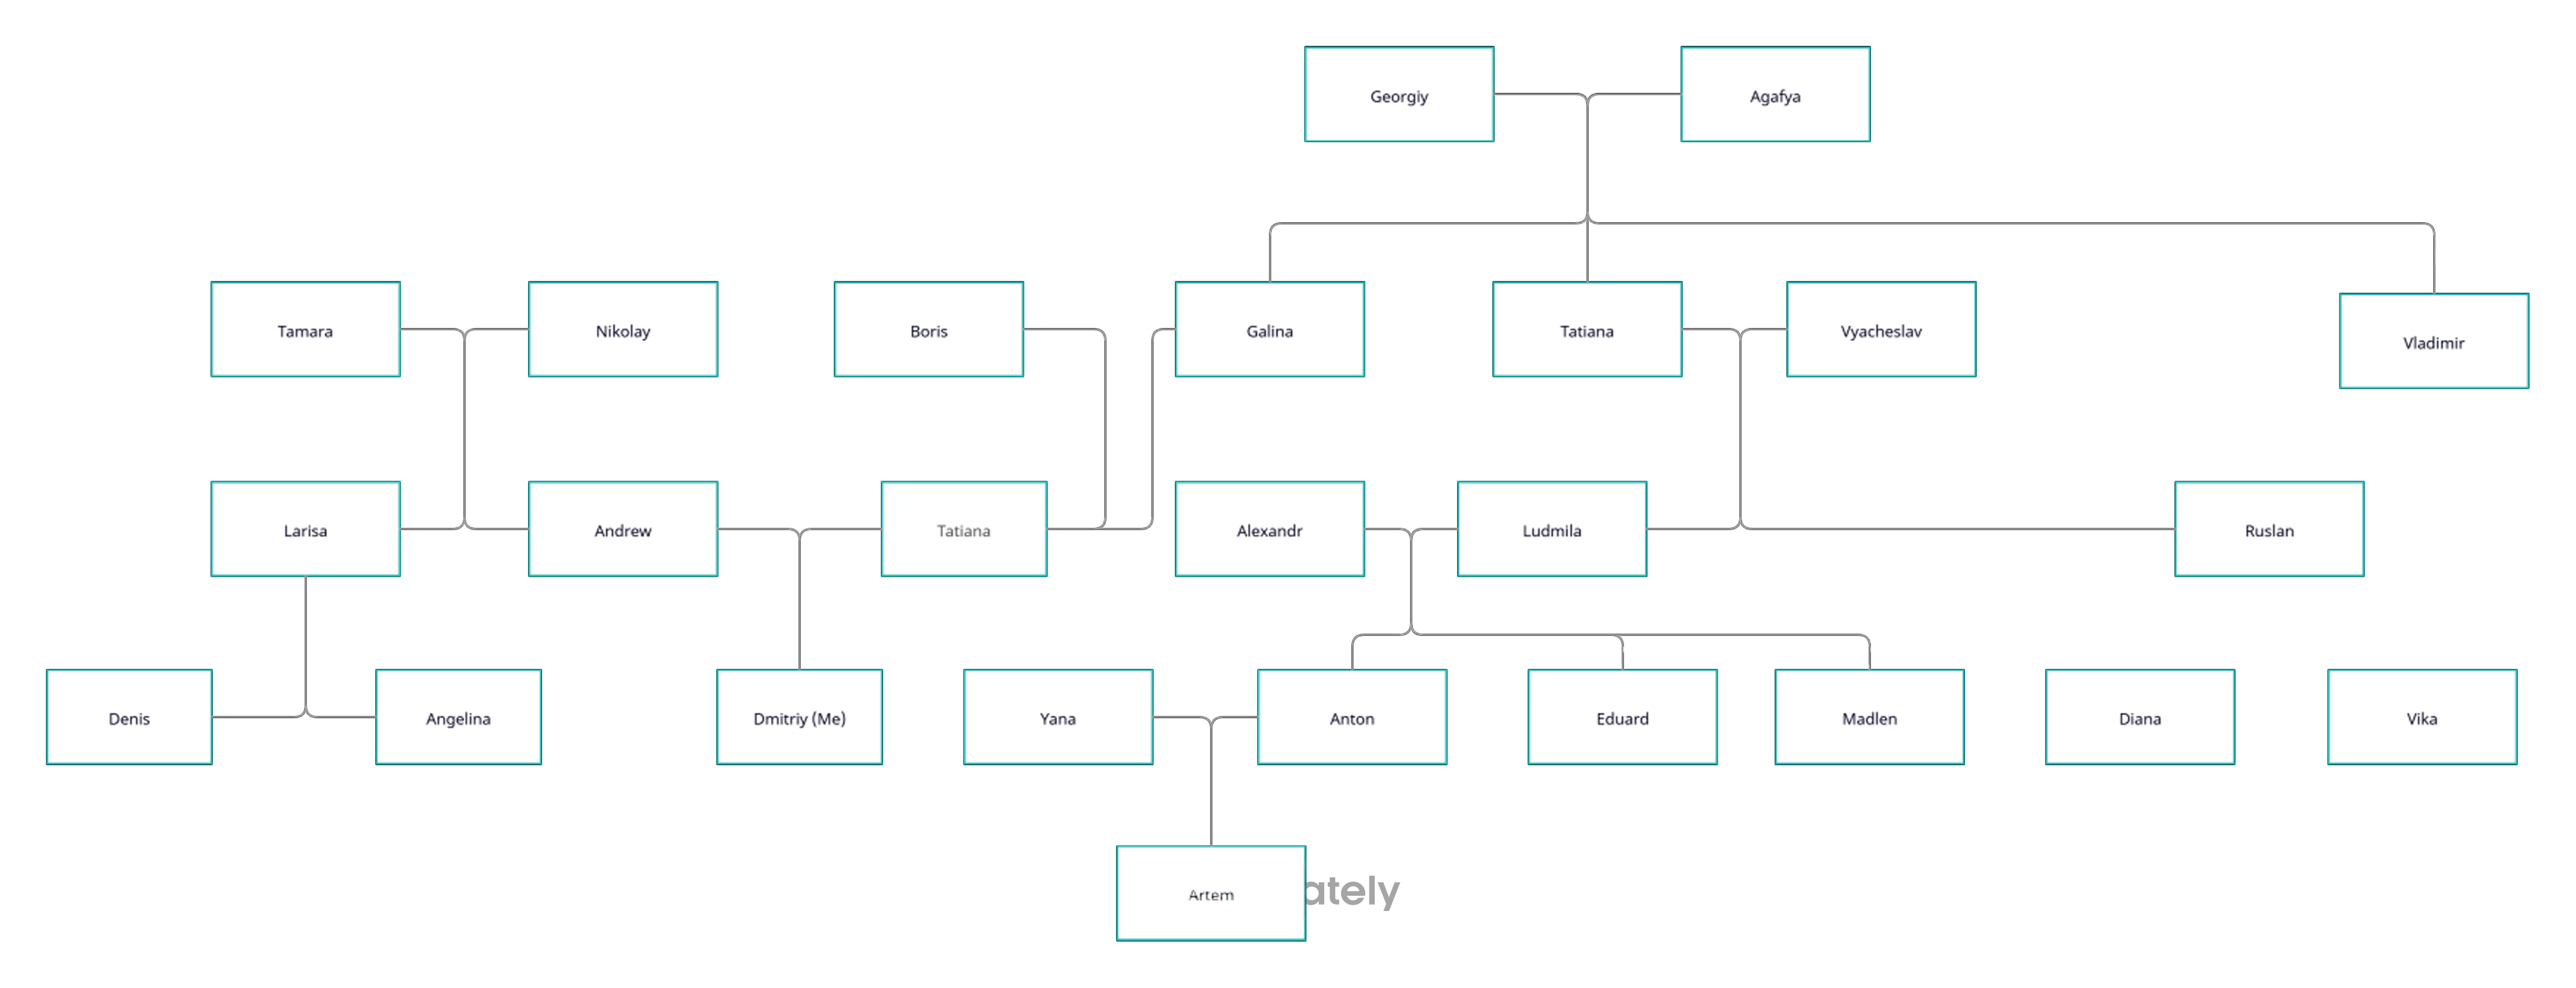 Georgiy
Agafya
Tamara
Nikolay
Boris
Galina
Tatiana
Vyacheslav
Vladimir
Larisa
Andrew
Tatiana
Alexandr
Ludmila
Ruslan
Denis
Angelina
Dmitriy (Me)
Yana
Anton
Eduard
Madlen
Diana
Vika
Artem
ately